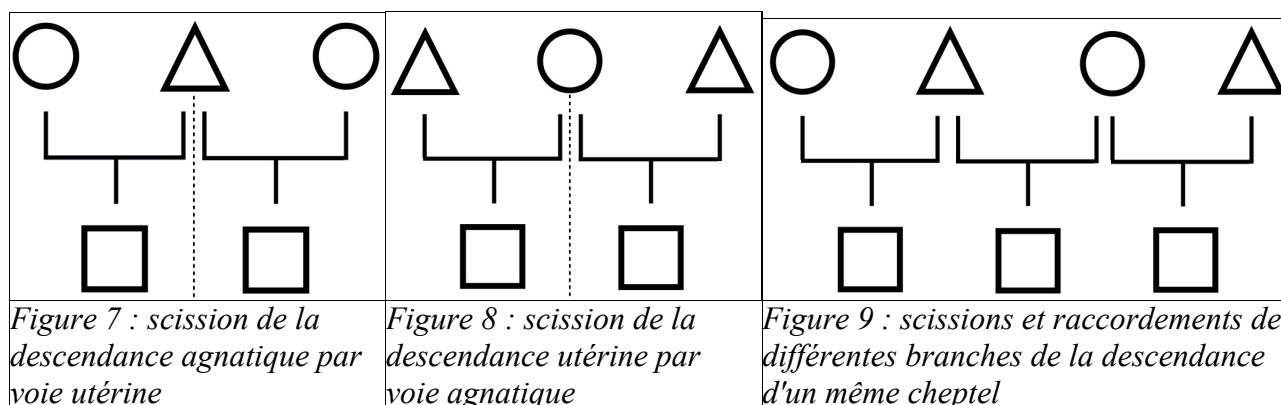 Figure 7 : scission de la
descendance agnatique par
voie utérine
Figure 8 : scission de la
descendance utérine par
voie agnatique
Figure 9 : scissions et raccordements de
différentes branches de la descendance
d'un même cheptel